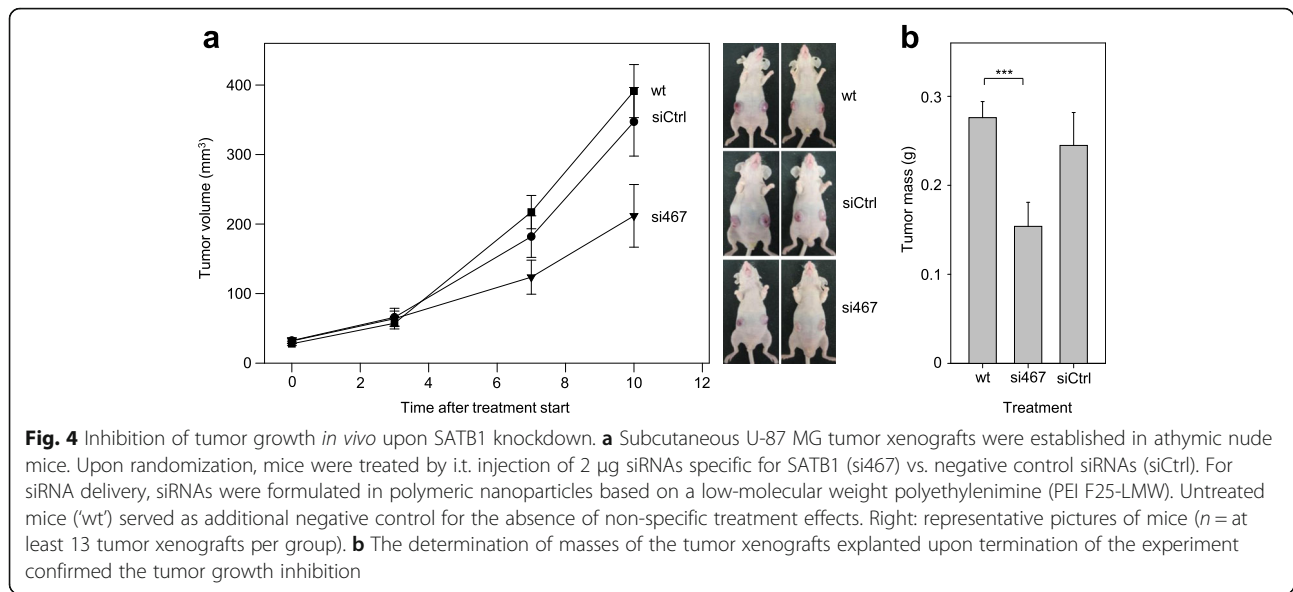 a
b
400
300
200
100
0
Tumor volume (mm³)
0 2 4 6 8 10 12
Time after treatment start
wt
siCtrl
si467
wt
siCtrl
si467
0.3
0.2
0.1
0
Tumor mass (g)
***
wt si467 siCtrl
Treatment
Fig. 4 Inhibition of tumor growth in vivo upon SATB1 knockdown. a Subcutaneous U-87 MG tumor xenografts were established in athymic nude
mice. Upon randomization, mice were treated by i.t. injection of 2 μg siRNAs specific for SATB1 (si467) vs. negative control siRNAs (siCtrl). For
siRNA delivery, siRNAs were formulated in polymeric nanoparticles based on a low-molecular weight polyethylenimine (PEI F25-LMW). Untreated
mice (‘wt’) served as additional negative control for the absence of non-specific treatment effects. Right: representative pictures of mice (n = at
least 13 tumor xenografts per group). b The determination of masses of the tumor xenografts explanted upon termination of the experiment
confirmed the tumor growth inhibition